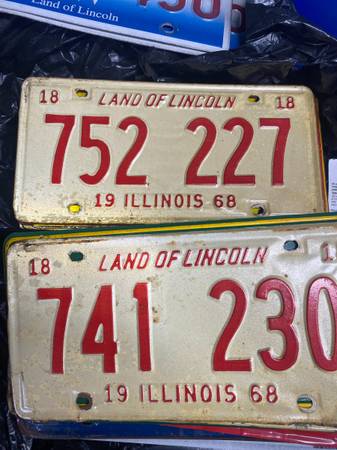 Land of Lincoln
18 LAND OF LINCOLN 18
752 227
19 ILLINOIS 68
18 LAND OF LINCOLN
741 230
19 ILLINOIS 68